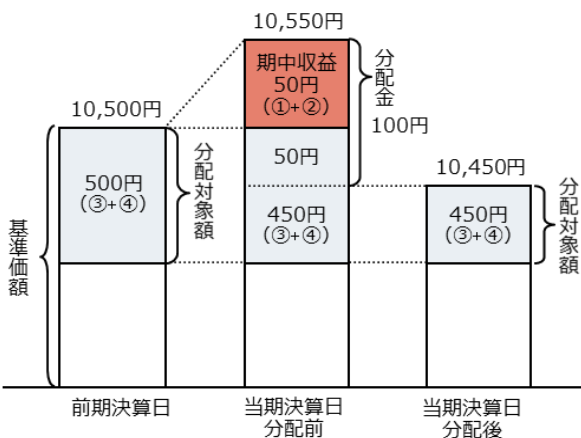 10,550円
期中収益
50円
(①+②)
分配金
100円
10,500円
50円
10,450円
500円
(③+④)
分配対象額
450円
(③+④)
450円
(③+④)
分配対象額
基準価額
前期決算日
当期決算日
分配前
当期決算日
分配後